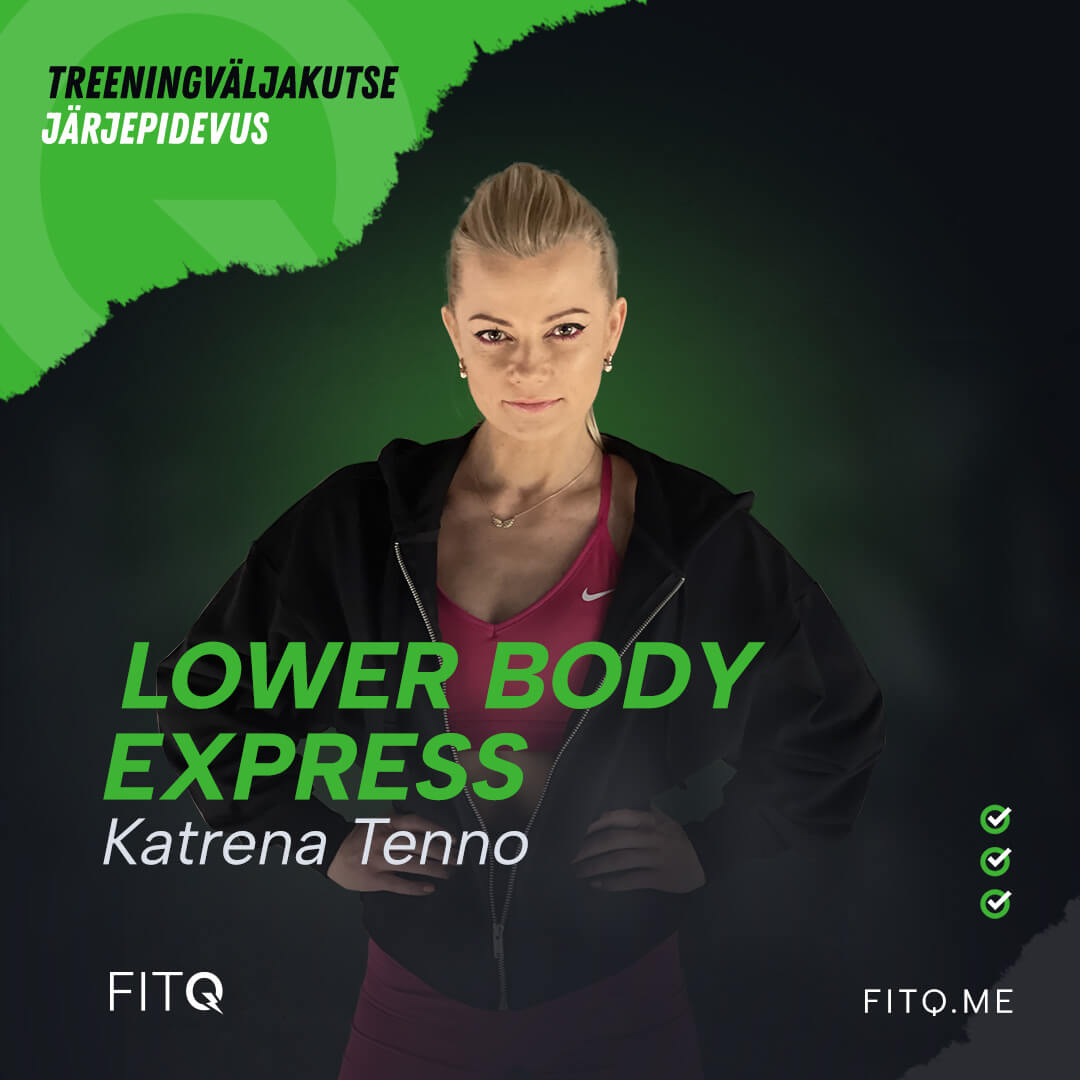 TREENINGVÄLJAKUTSE
JÄRJEPIDEVUS
LOWER BODY
EXPRESS
Katrena Tenno
FITQ
FITQ.ME